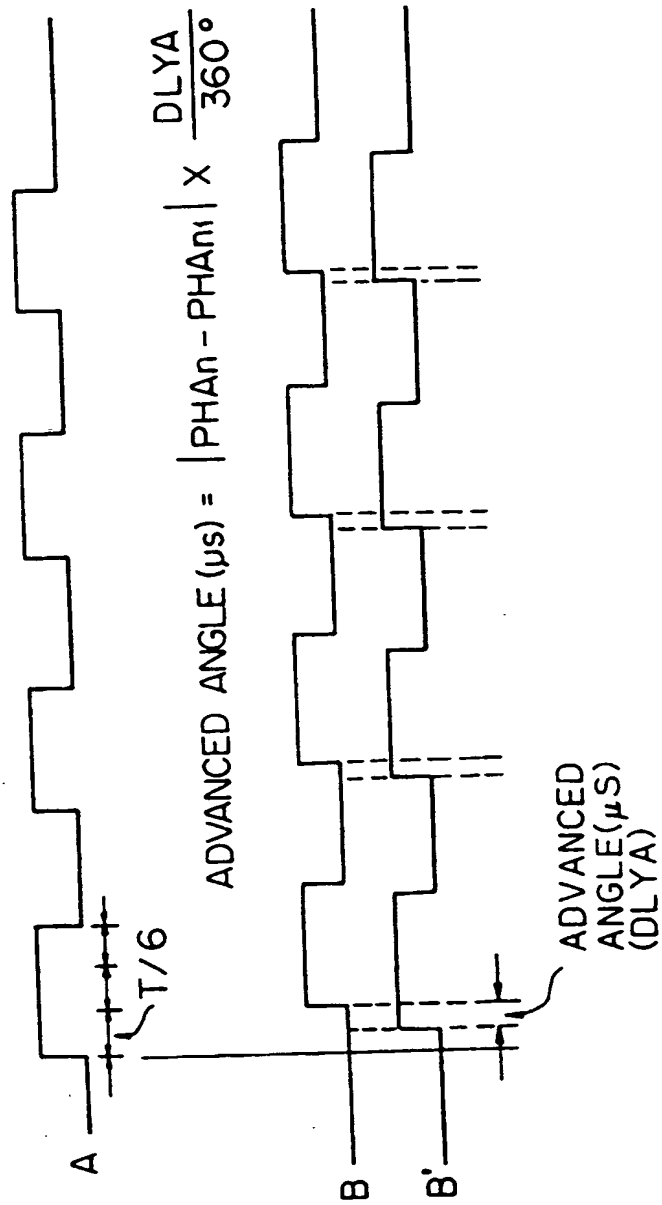 A
T/6
ADVANCED ANGLE (μs) = |PHAn - PHAn1| X DLYA
360°
B
B'
ADVANCED
ANGLE(μS)
(DLYA)